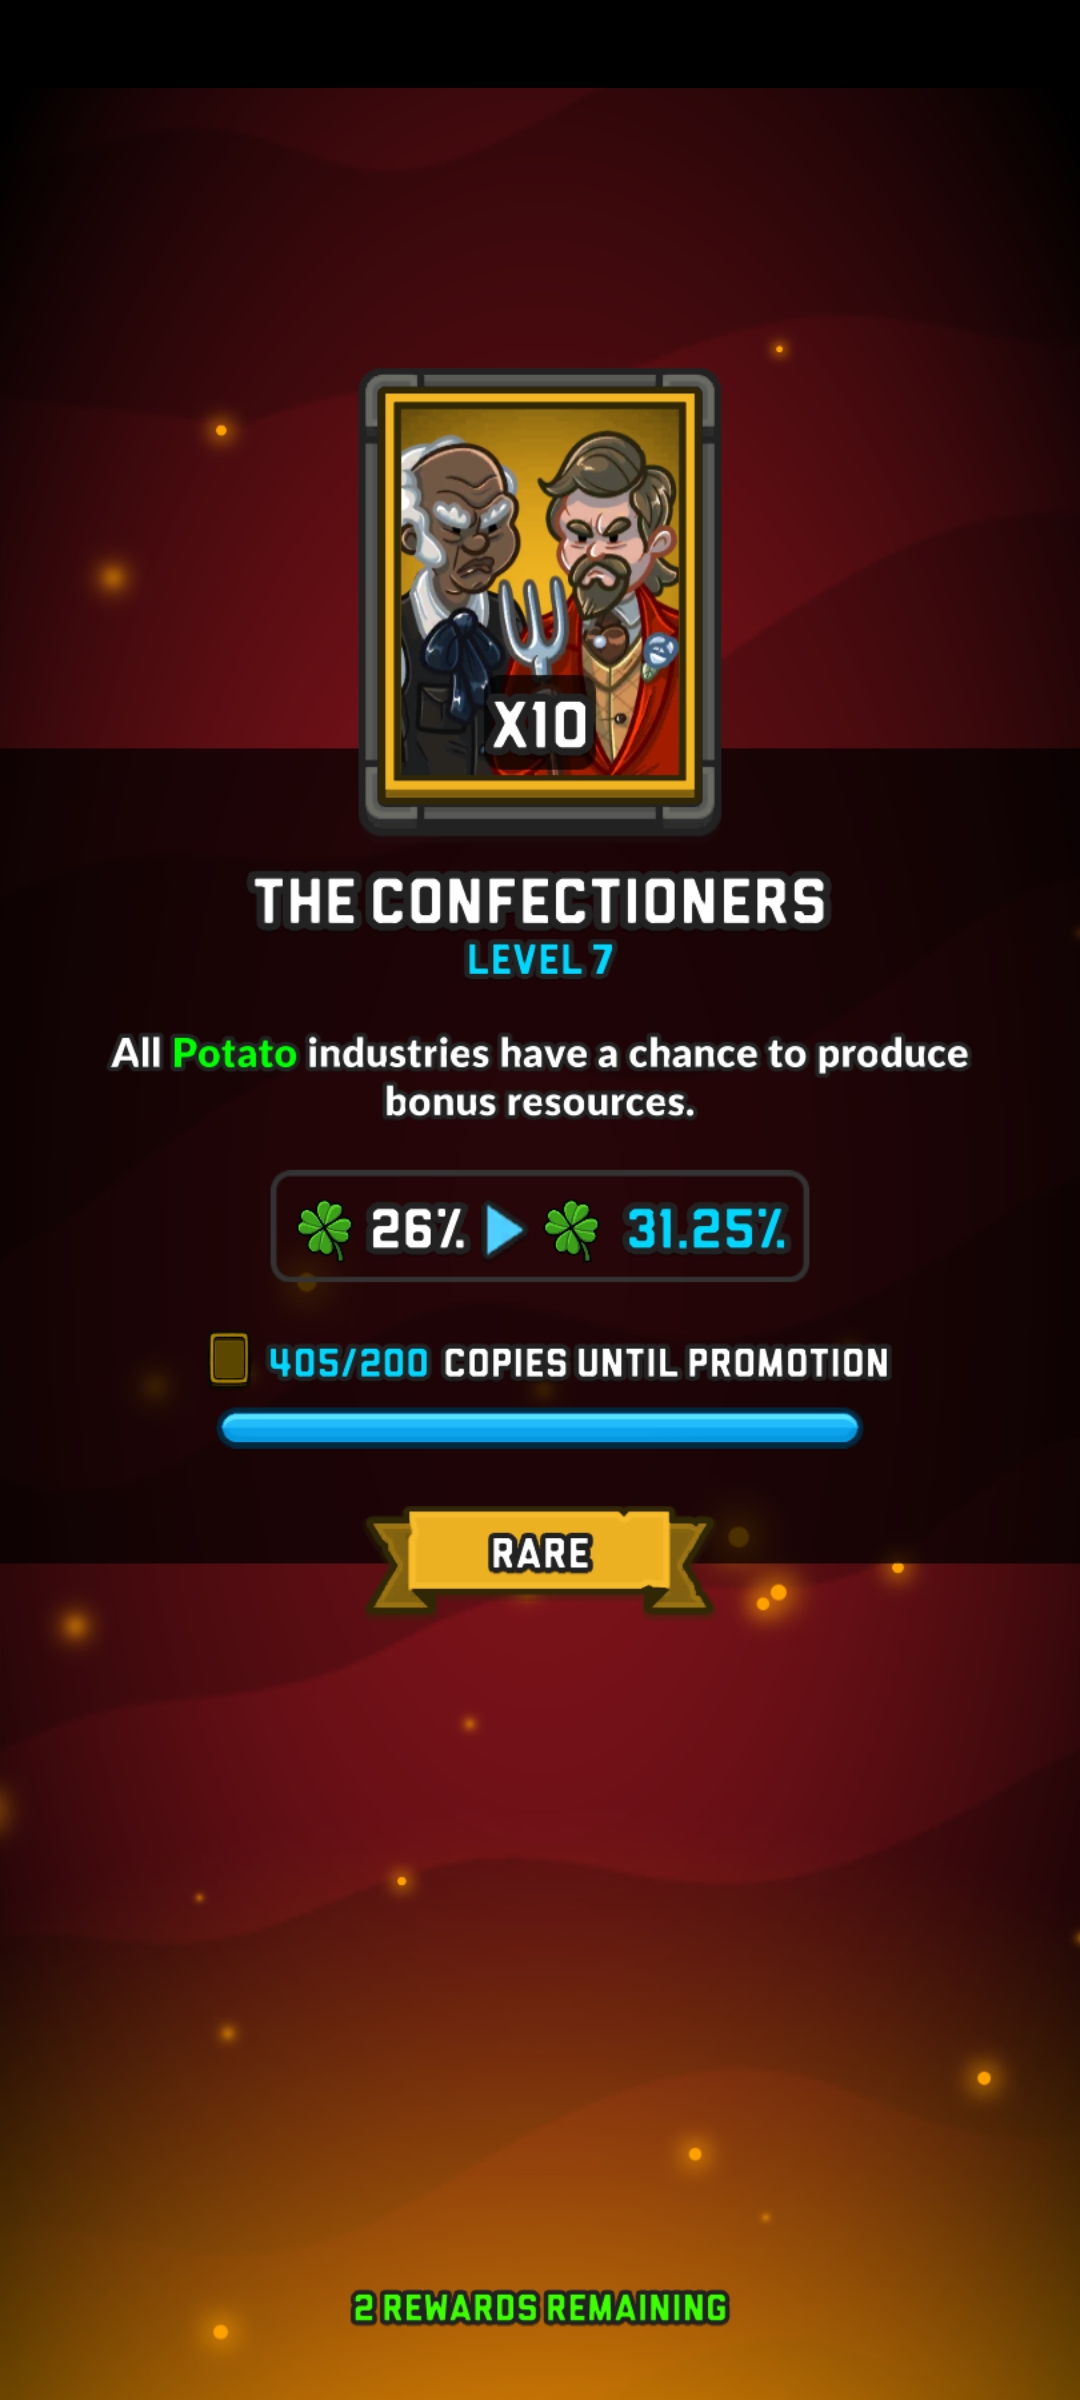 X10
THE CONFECTIONERS
LEVEL 7
All Potato industries have a chance to produce
bonus resources.
26% 31.25%
405/200 COPIES UNTIL PROMOTION
RARE
2 REWARDS REMAINING